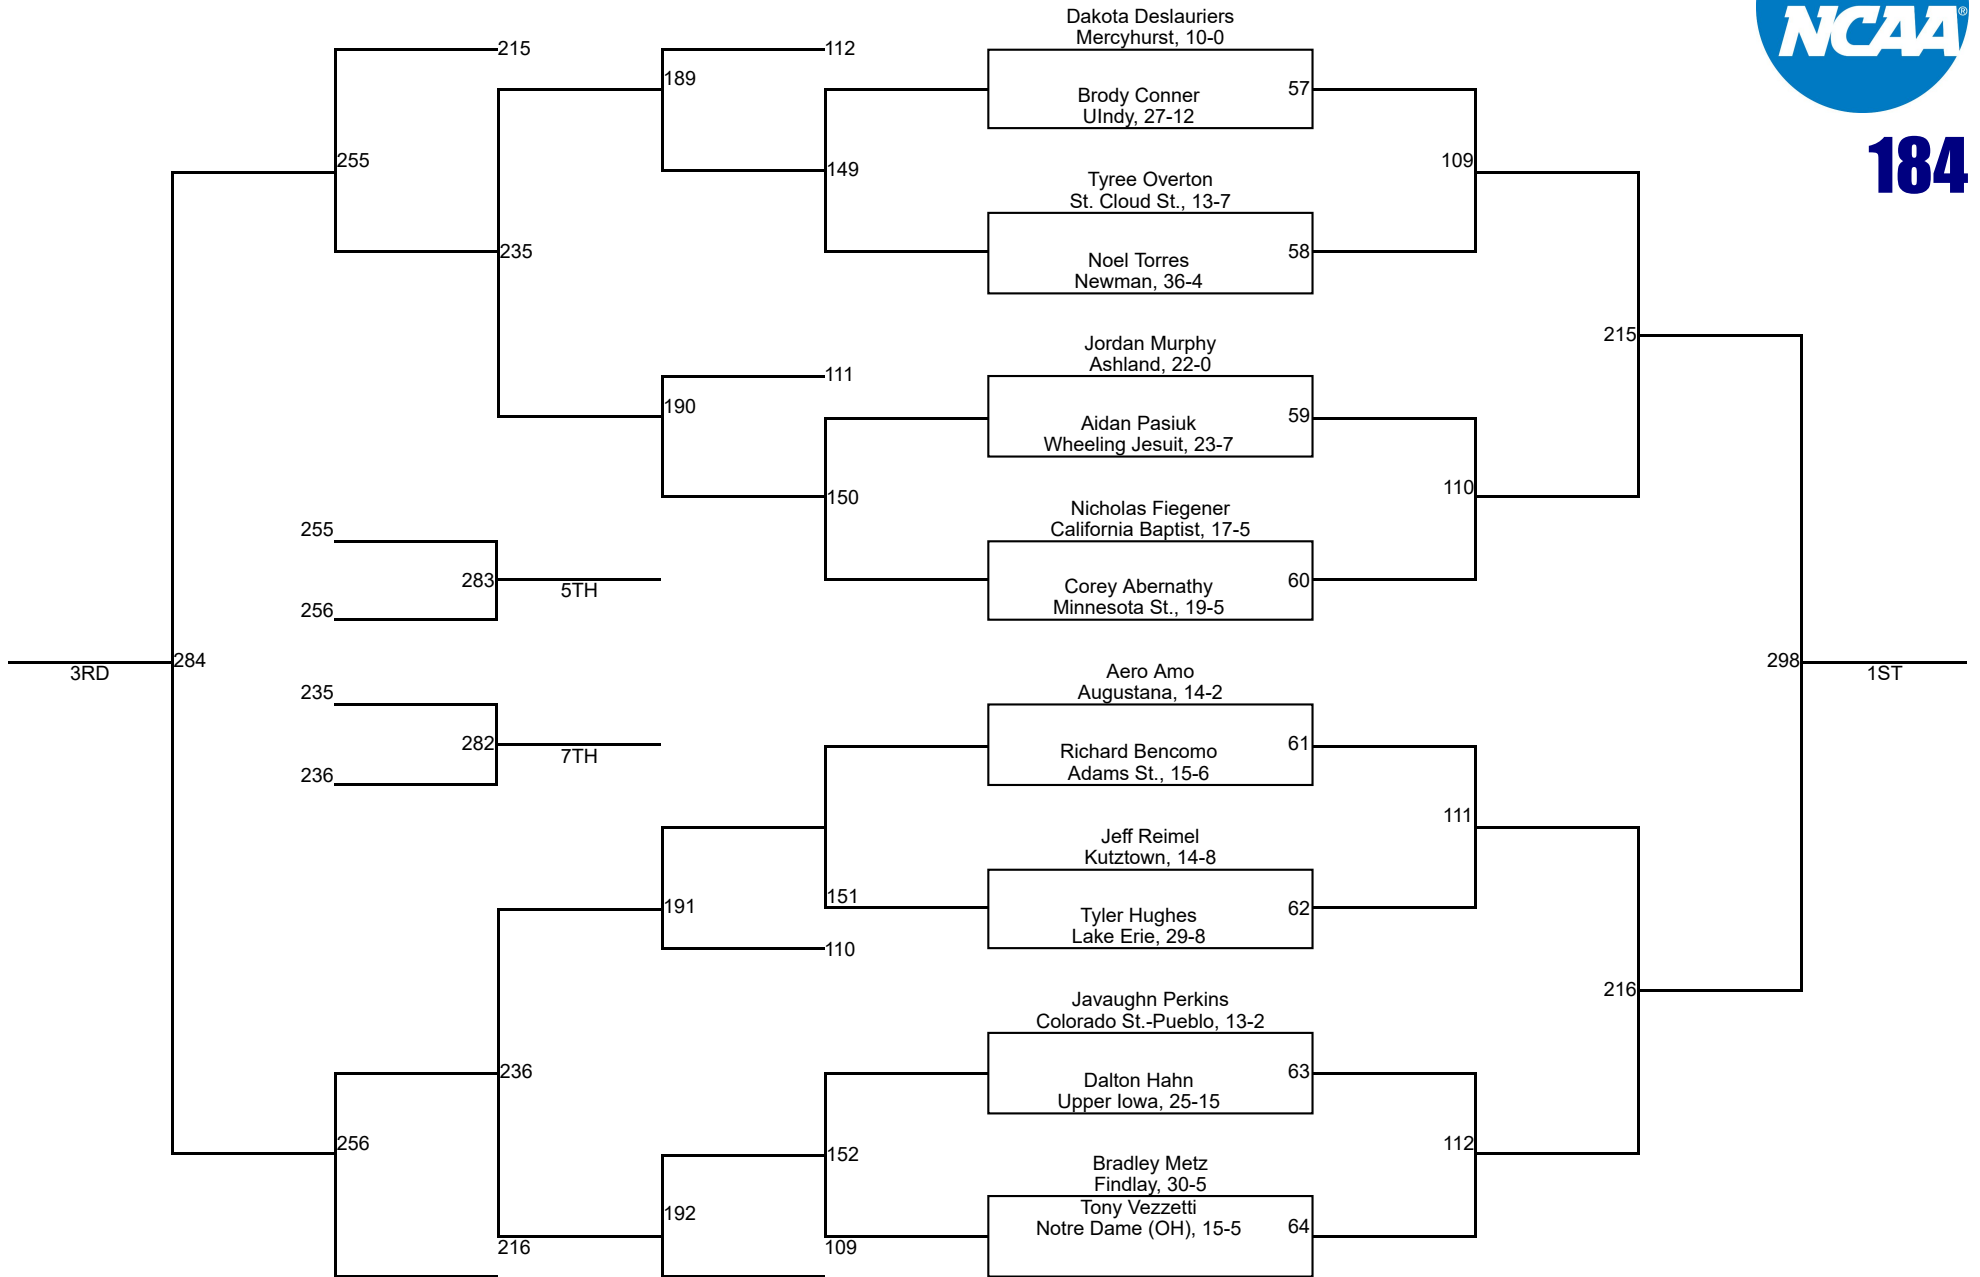 Dakota Deslauriers
Mercyhurst, 10-0
NCAA®
215
112
189
Brody Conner
UIndy, 27-12
57
184
255
149
109
Tyree Overton
St. Cloud St., 13-7
235
Noel Torres
Newman, 36-4
58
215
Jordan Murphy
Ashland, 22-0
111
190
Aidan Pasiuk
Wheeling Jesuit, 23-7
59
150
110
Nicholas Fiegener
California Baptist, 17-5
255
283
5TH
Corey Abernathy
Minnesota St., 19-5
60
256
3RD
284
298
1ST
Aero Amo
Augustana, 14-2
235
282
7TH
Richard Bencomo
Adams St., 15-6
61
236
111
Jeff Reimel
Kutztown, 14-8
151
191
Tyler Hughes
Lake Erie, 29-8
62
110
216
Javaughn Perkins
Colorado St.-Pueblo, 13-2
236
Dalton Hahn
Upper Iowa, 25-15
63
256
152
112
Bradley Metz
Findlay, 30-5
192
Tony Vezzetti
Notre Dame (OH), 15-5
64
216
109